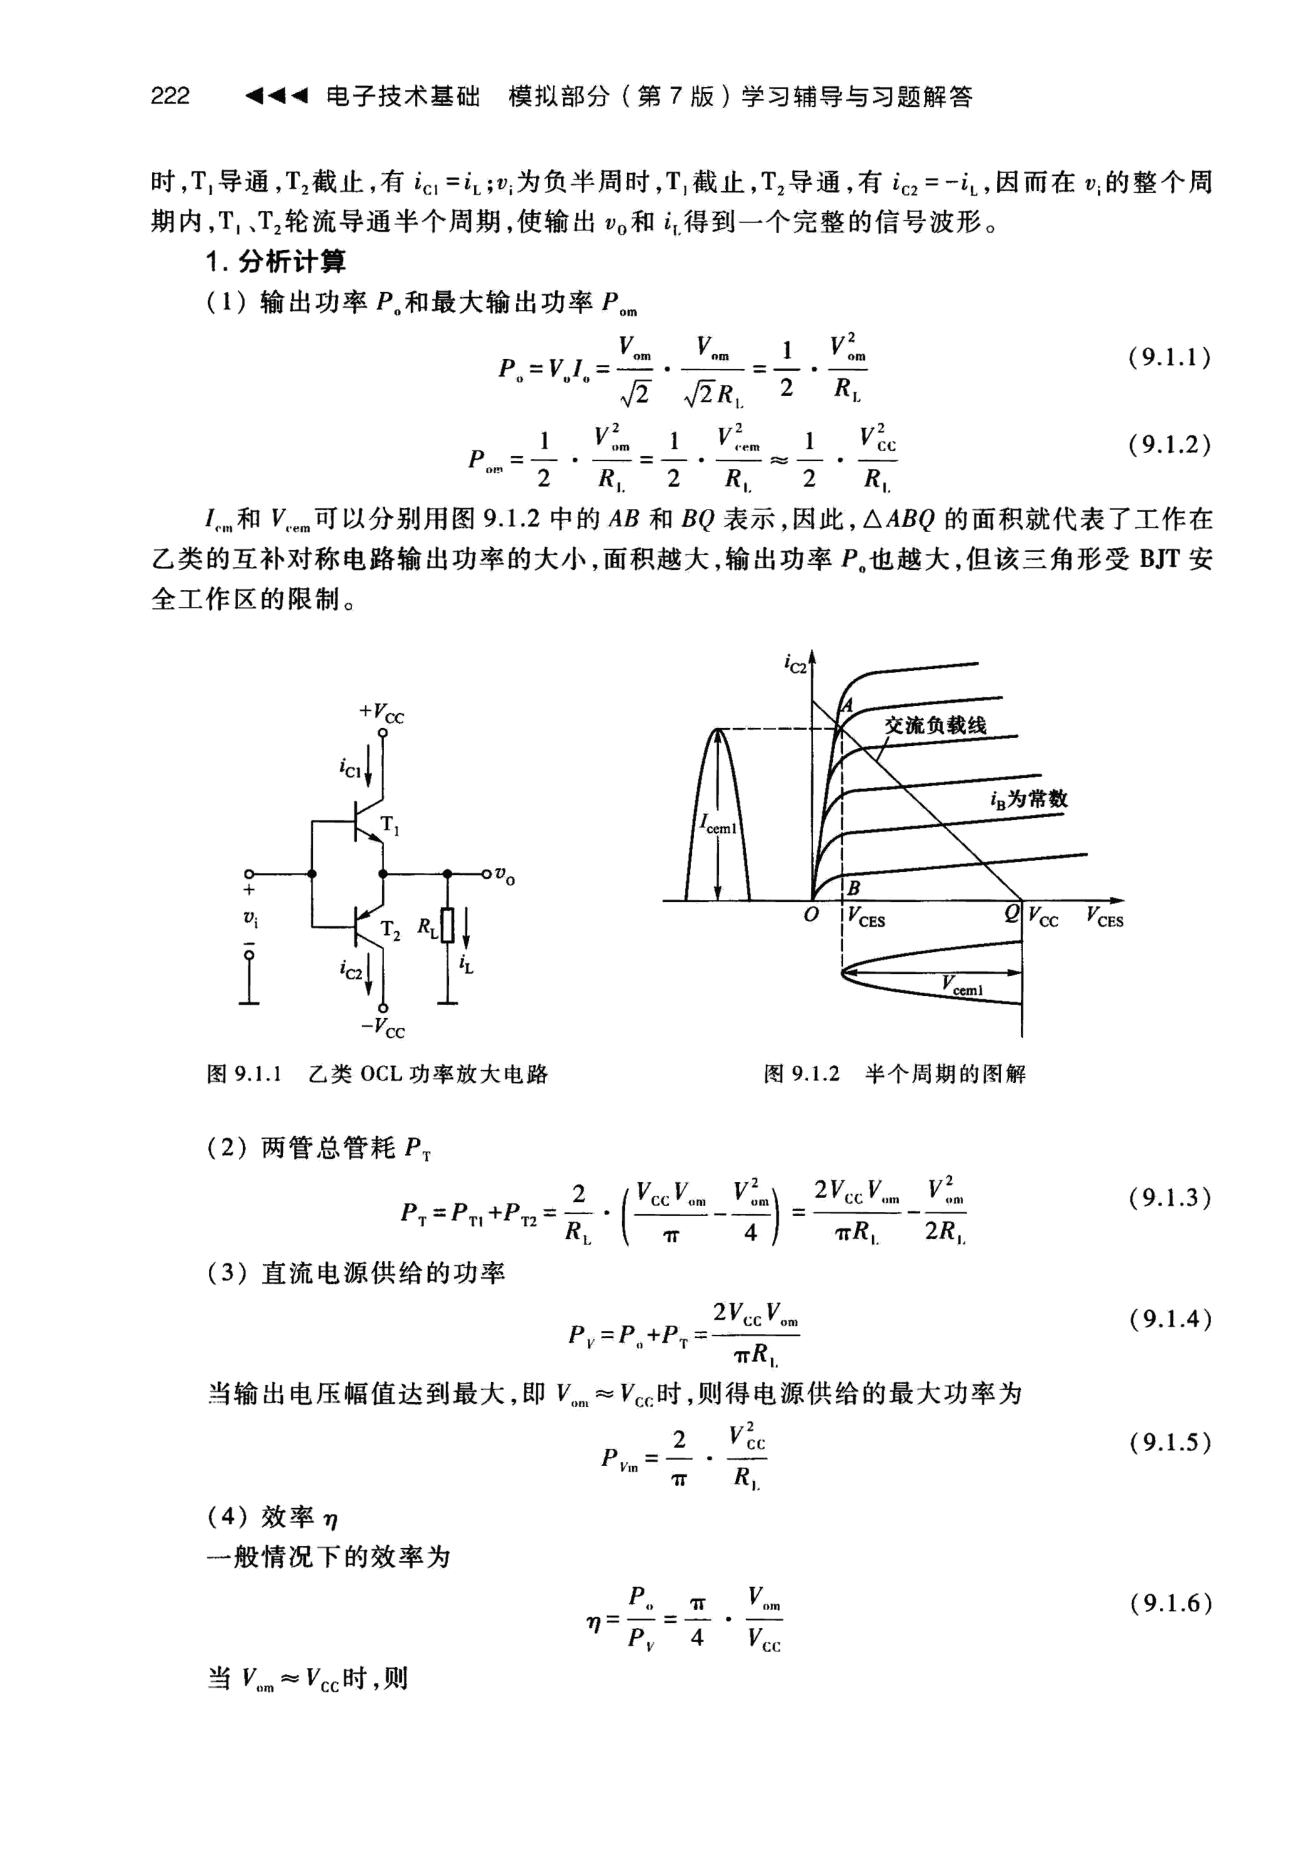 222 ◀◀◀ 电子技术基础 模拟部分(第7版)学习辅导与习题解答
时,T₁导通,T₂截止,有 i_C1 = i_L;v_i为负半周时,T₁截止,T₂导通,有 i_C2 = -i_L,因而在 v_i的整个周
期内,T₁、T₂轮流导通半个周期,使输出 v_O和 i_L得到一个完整的信号波形。
1. 分析计算
(1) 输出功率 P_o和最大输出功率 P_om
P_o = V_o I_o = V_om/√2 · V_om/(√2 R_L) = 1/2 · V_om²/R_L (9.1.1)
P_om = 1/2 · V_om²/R_L = 1/2 · V_cem²/R_L ≈ 1/2 · V_CC²/R_L (9.1.2)
I_cm和 V_cem可以分别用图 9.1.2 中的 AB 和 BQ 表示,因此,△ABQ 的面积就代表了工作在
乙类的互补对称电路输出功率的大小,面积越大,输出功率 P_o也越大,但该三角形受 BJT 安
全工作区的限制。
+V_CC
i_C1
T₁
v_O
+
v_i
-
T₂
R_L
i_C2
i_L
-V_CC
图 9.1.1 乙类 OCL 功率放大电路
i_C2
A
交流负载线
i_B为常数
I_cem1
B
O
V_CES
Q
V_CC
V_CES
V_cem1
图 9.1.2 半个周期的图解
(2) 两管总管耗 P_T
P_T = P_T1 + P_T2 = 2/R_L · (V_CC V_om/π - V_om²/4) = 2V_CC V_om/(πR_L) - V_om²/(2R_L) (9.1.3)
(3) 直流电源供给的功率
P_V = P_o + P_T = 2V_CC V_om/(πR_L) (9.1.4)
当输出电压幅值达到最大,即 V_om ≈ V_CC时,则得电源供给的最大功率为
P_Vm = 2/π · V_CC²/R_L (9.1.5)
(4) 效率 η
一般情况下的效率为
η = P_o/P_V = π/4 · V_om/V_CC (9.1.6)
当 V_om ≈ V_CC时,则